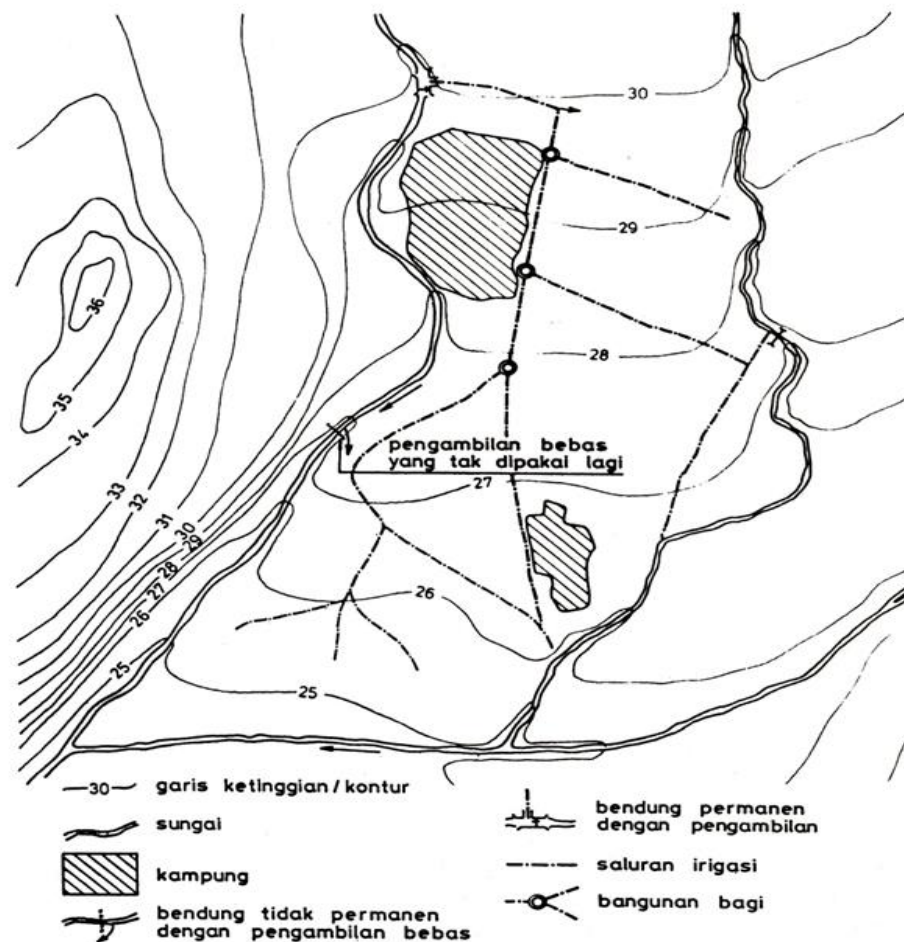 30
29
28
36
35
34
33
32
31
30
29
28
27
26
25
pengambilan bebas
yang tak dipakai lagi
27
26
25
—30— garis ketinggian/kontur
sungai
kampung
bendung tidak permanen
dengan pengambilan bebas
bendung permanen
dengan pengambilan
saluran irigasi
bangunan bagi